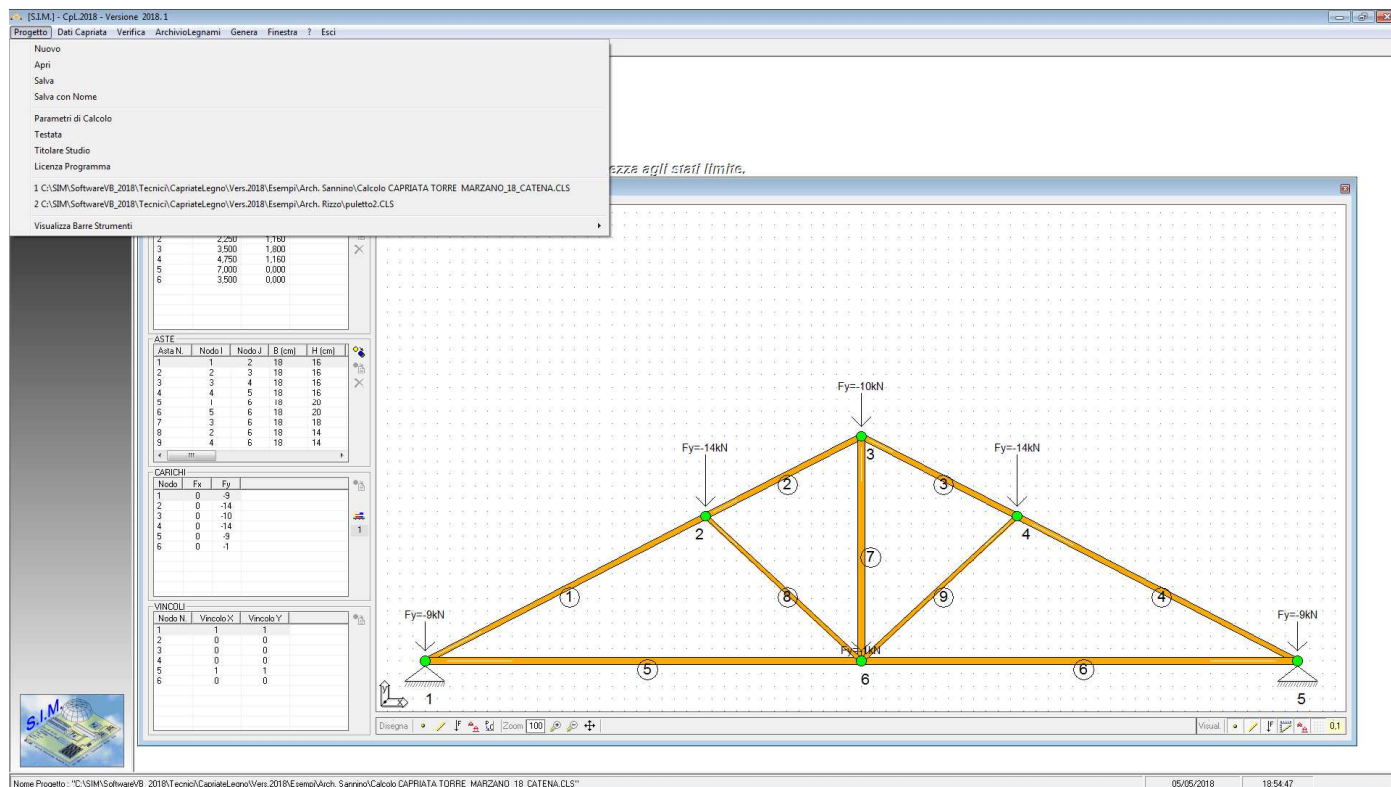 [S.I.M.] - CpL.2018 - Versione 2018.1
Progetto Dati Capriata Verifica ArchivioLegnami Genera Finestra ? Esci
Nuovo
Apri
Salva
Salva con Nome
Parametri di Calcolo
Testata
Titolare Studio
Licenza Programma
1 C:\SIM\SoftwareVB_2018\Tecnici\CapriateLegno\Vers.2018\Esempi\Arch. Sannino\Calcolo CAPRIATA TORRE MARZANO_18_CATENA.CLS
2 C:\SIM\SoftwareVB_2018\Tecnici\CapriateLegno\Vers.2018\Esempi\Arch. Rizzo\puletto2.CLS
Visualizza Barre Strumenti
ezza agli stati limite.
2 2,250 1,160
3 3,500 1,800
4 4,750 1,160
5 7,000 0,000
6 3,500 0,000
ASTE
Asta N. Nodo I Nodo J B (cm) H (cm)
1 1 2 18 16
2 2 3 18 16
3 3 4 18 16
4 4 5 18 16
5 1 6 18 20
6 5 6 18 20
7 3 6 18 18
8 2 6 18 14
9 4 6 18 14
CARICHI
Nodo Fx Fy
1 0 -9
2 0 -14
3 0 -10
4 0 -14
5 0 -9
6 0 -1
1
VINCOLI
Nodo N. Vincolo X Vincolo Y
1 1 1
2 0 0
3 0 0
4 0 0
5 1 1
6 0 0
Fy=-10kN
Fy=-14kN Fy=-14kN
3
2 3
2 4
7
1 8 9 4
Fy=-9kN Fy=-9kN
Fy=-1kN
5 6
6
1 5
y x
Disegna F P d Zoom 100 Visual. F 0.1
S.I.M.
Nome Progetto : "C:\SIM\SoftwareVB_2018\Tecnici\CapriateLegno\Vers.2018\Esempi\Arch. Sannino\Calcolo CAPRIATA TORRE MARZANO_18_CATENA.CLS" 05/05/2018 18:54:47